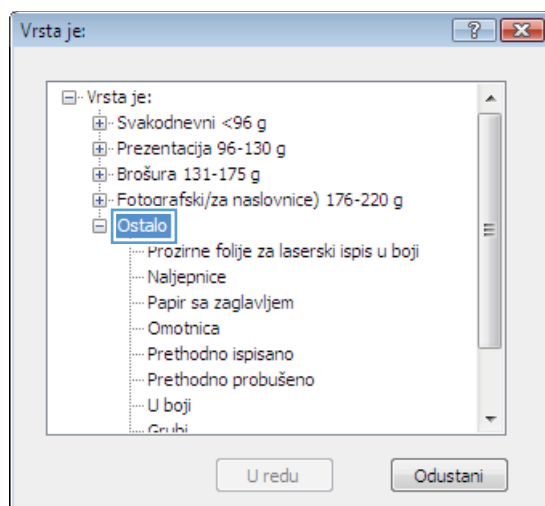 Vrsta je:
Vrsta je:
Svakodnevni <96 g
Prezentacija 96-130 g
Brošura 131-175 g
Fotografski/za naslovnice) 176-220 g
Ostalo
Prozirne folije za laserski ispis u boji
Naljepnice
Papir sa zaglavljem
Omotnica
Prethodno ispisano
Prethodno probušeno
U boji
Grubi
U redu
Odustani